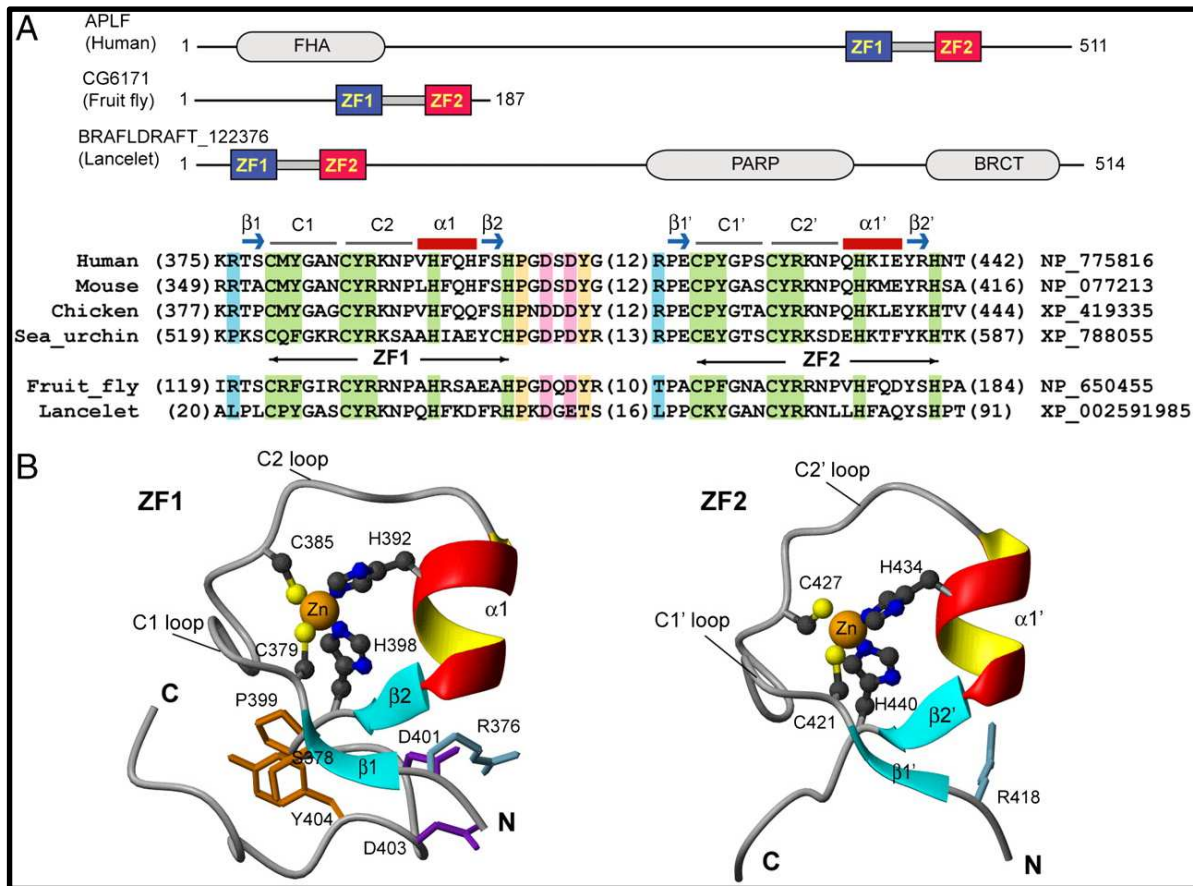 A
APLF
(Human)
1 FHA ZF1 ZF2 511
CG6171
(Fruit fly)
1 ZF1 ZF2 187
BRAFLDRAFT_122376
(Lancelet)
1 ZF1 ZF2 PARP BRCT 514
β1 C1 C2 α1 β2 β1’ C1’ C2’ α1’ β2’
Human (375)KRTSCMYGANCYRKNPVHFQHFSHPGDSDYG(12)RPECPYGPSCYRKNPQHKIEYRHNT(442) NP_775816
Mouse (349)RRTACMYGASCYRRNPLHFQHFSHPGDSDYG(12)RPECPYGASCYRKNPQHKMEYRHSA(416) NP_077213
Chicken (377)KRTPCMYGAGCYRKNPVHFQQFSHPNDDDYY(12)RPECPYGTACYRKNPQHKLEYKHTV(444) XP_419335
Sea_urchin (519)KPKSCQFGKRCYRKSAAHIAEYCHPGDPDYR(13)RPECEYGTSCYRKSDEHKTFYKHTK(587) XP_788055
ZF1 ZF2
Fruit_fly (119)IRTSCRFGIRCYRRNPAHRSAEAHPGDQDYR(10)TPACPFGNACYRRNPVHFQDYSHPA(184) NP_650455
Lancelet (20)ALPLCPYGASCYRKNPQHFKDFRHPKDGETS(16)LPPCKYGANCYRKNLLHFAQYSHPT(91) XP_002591985
B
ZF1
C2 loop
C385
H392
Zn
α1
C1 loop
C379
H398
C
P399
β2
S378
D401
R376
β1
Y404
N
D403
ZF2
C2’ loop
C427
H434
C1’ loop
Zn
α1’
C421
H440
β2’
β1’
R418
C
N